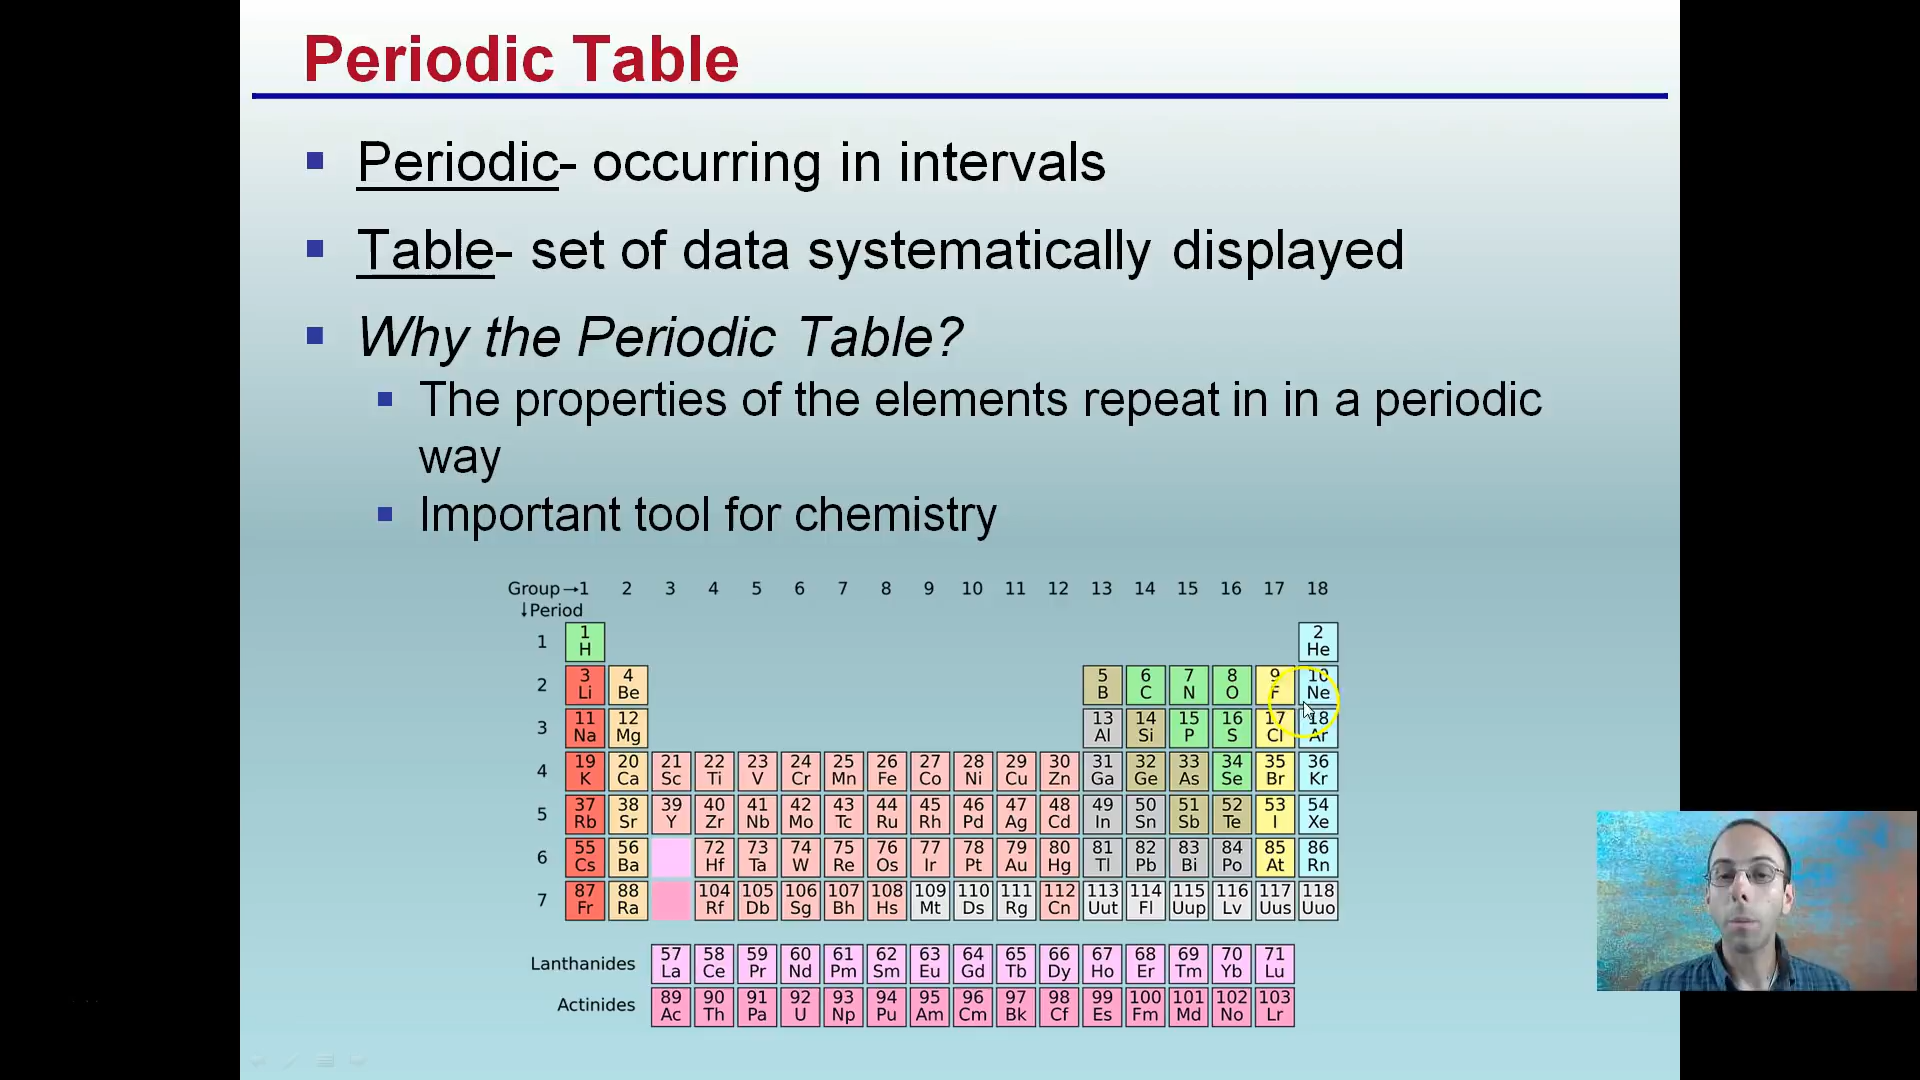 Periodic Table
Periodic- occurring in intervals
Table- set of data systematically displayed
Why the Periodic Table?
The properties of the elements repeat in in a periodic
way
Important tool for chemistry
Group→1 2 3 4 5 6 7 8 9 10 11 12 13 14 15 16 17 18
↓Period
1 2
1 H He
3 4 5 6 7 8 9 10
2 Li Be B C N O F Ne
11 12 13 14 15 16 17 18
3 Na Mg Al Si P S Cl Ar
19 20 21 22 23 24 25 26 27 28 29 30 31 32 33 34 35 36
4 K Ca Sc Ti V Cr Mn Fe Co Ni Cu Zn Ga Ge As Se Br Kr
37 38 39 40 41 42 43 44 45 46 47 48 49 50 51 52 53 54
5 Rb Sr Y Zr Nb Mo Tc Ru Rh Pd Ag Cd In Sn Sb Te I Xe
55 56 72 73 74 75 76 77 78 79 80 81 82 83 84 85 86
6 Cs Ba Hf Ta W Re Os Ir Pt Au Hg Tl Pb Bi Po At Rn
87 88 104 105 106 107 108 109 110 111 112 113 114 115 116 117 118
7 Fr Ra Rf Db Sg Bh Hs Mt Ds Rg Cn Uut Fl Uup Lv Uus Uuo
57 58 59 60 61 62 63 64 65 66 67 68 69 70 71
Lanthanides La Ce Pr Nd Pm Sm Eu Gd Tb Dy Ho Er Tm Yb Lu
89 90 91 92 93 94 95 96 97 98 99 100 101 102 103
Actinides Ac Th Pa U Np Pu Am Cm Bk Cf Es Fm Md No Lr